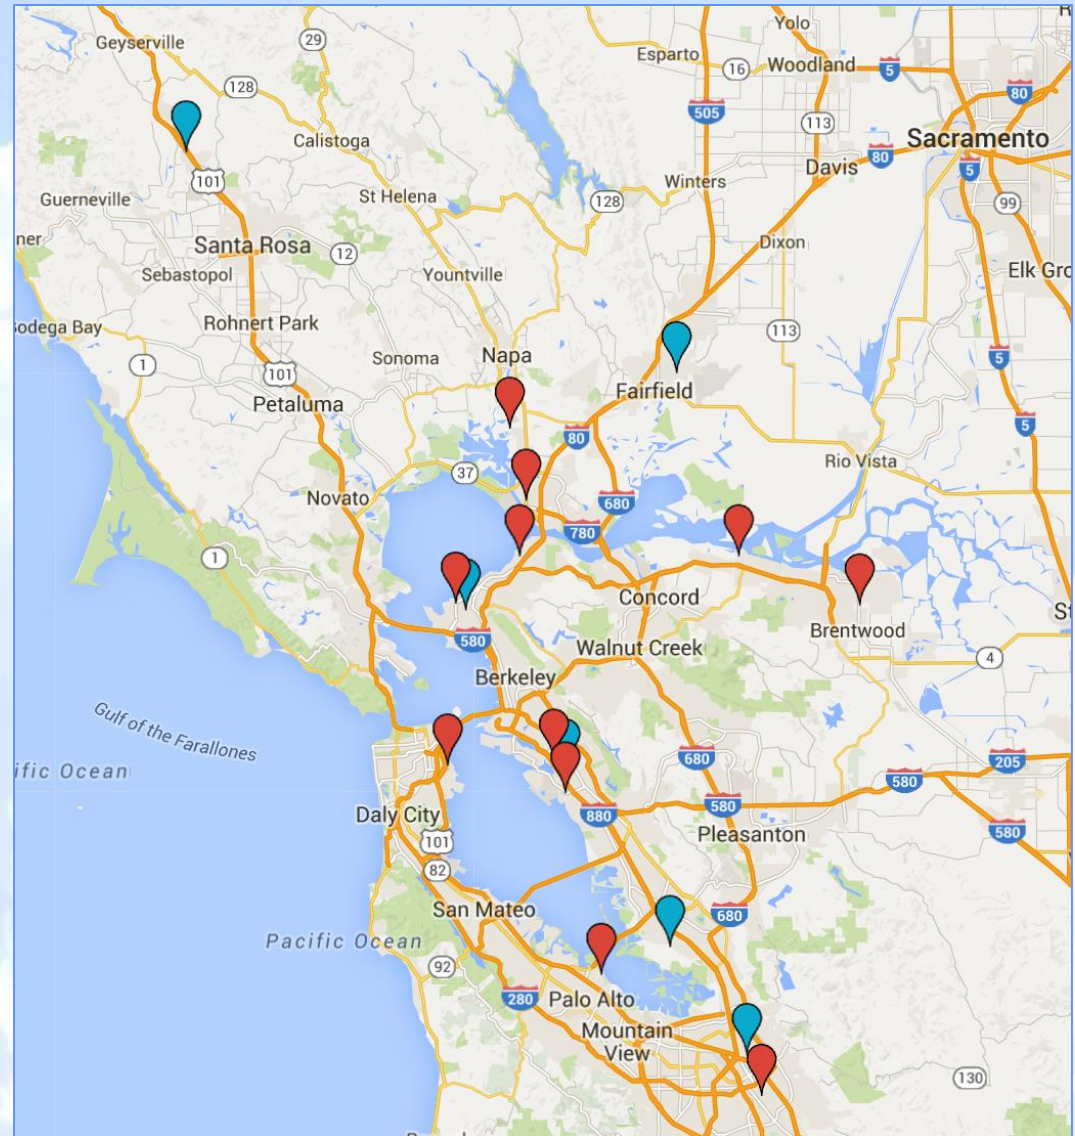 Yolo
Geyserville
29
Esparto
16
Woodland
5
128
80
505
113
Calistoga
Sacramento
80
Davis
5
101
Winters
Guerneville
St Helena
128
99
ner
Santa Rosa
12
Dixon
Sebastopol
Yountville
Elk Gro
odega Bay
Rohnert Park
113
Sonoma
Napa
5
1
101
Fairfield
Petaluma
5
80
37
Rio Vista
Novato
680
780
1
Concord
St
580
Brentwood
Walnut Creek
4
Berkeley
Gulf of the Farallones
680
205
ific Ocean
580
580
Daly City
880
580
101
Pleasanton
82
San Mateo
680
Pacific Ocean
92
280
Palo Alto
Mountain
View
130